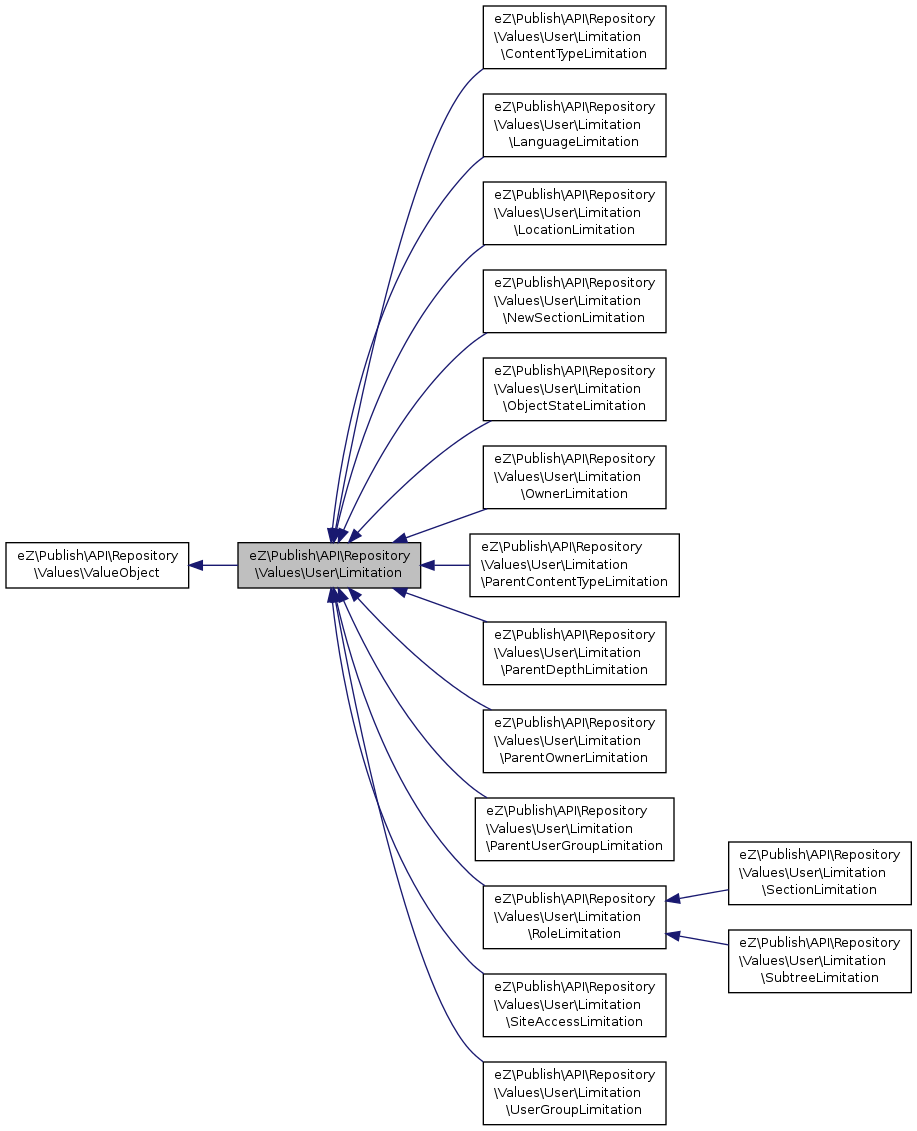 eZ\Publish\API\Repository
\Values\User\Limitation
\ContentTypeLimitation
eZ\Publish\API\Repository
\Values\User\Limitation
\LanguageLimitation
eZ\Publish\API\Repository
\Values\User\Limitation
\LocationLimitation
eZ\Publish\API\Repository
\Values\User\Limitation
\NewSectionLimitation
eZ\Publish\API\Repository
\Values\User\Limitation
\ObjectStateLimitation
eZ\Publish\API\Repository
\Values\User\Limitation
\OwnerLimitation
eZ\Publish\API\Repository
\Values\ValueObject
eZ\Publish\API\Repository
\Values\User\Limitation
eZ\Publish\API\Repository
\Values\User\Limitation
\ParentContentTypeLimitation
eZ\Publish\API\Repository
\Values\User\Limitation
\ParentDepthLimitation
eZ\Publish\API\Repository
\Values\User\Limitation
\ParentOwnerLimitation
eZ\Publish\API\Repository
\Values\User\Limitation
\ParentUserGroupLimitation
eZ\Publish\API\Repository
\Values\User\Limitation
\RoleLimitation
eZ\Publish\API\Repository
\Values\User\Limitation
\SectionLimitation
eZ\Publish\API\Repository
\Values\User\Limitation
\SubtreeLimitation
eZ\Publish\API\Repository
\Values\User\Limitation
\SiteAccessLimitation
eZ\Publish\API\Repository
\Values\User\Limitation
\UserGroupLimitation